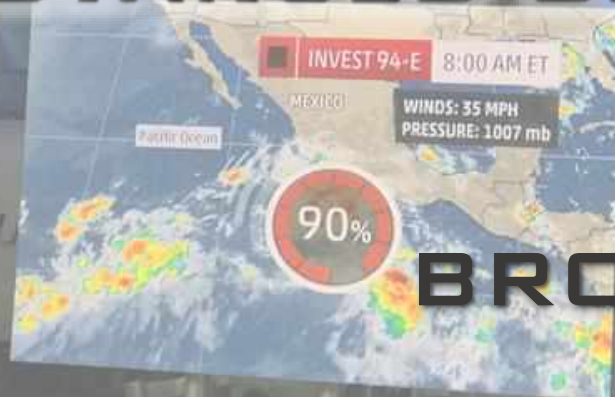 INVEST 94-E 8:00 AM ET
MEXICO
WINDS: 35 MPH
PRESSURE: 1007 mb
Pacific Ocean
90%
BRO